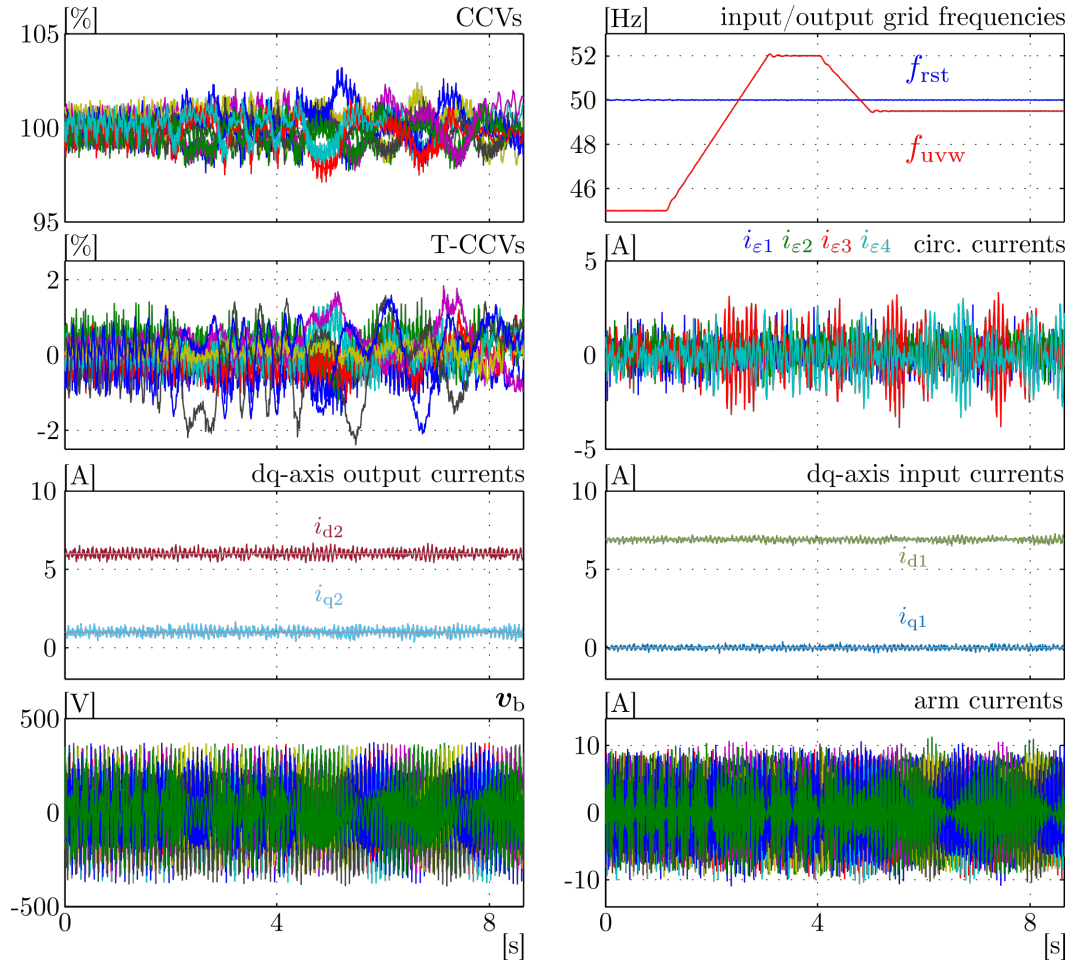 [%] CCVs
105
100
95
[Hz] input/output grid frequencies
52
50
48
46
f_rst
f_uvw
[%] T-CCVs
2
0
-2
i_ε1 i_ε2 i_ε3 i_ε4
[A] circ. currents
5
0
-5
[A] dq-axis output currents
10
5
0
i_d2
i_q2
[A] dq-axis input currents
10
5
0
i_d1
i_q1
[V] v_b
500
0
-500
0 4 8
[s]
[A] arm currents
10
0
-10
0 4 8
[s]